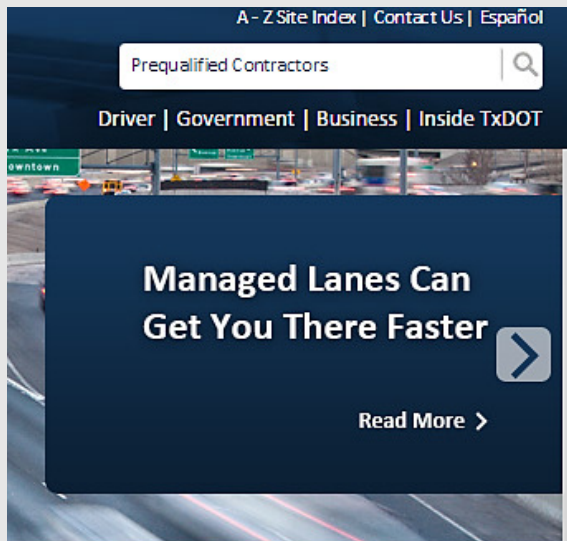 A - Z Site Index | Contact Us | Español
Prequalified Contractors
Driver | Government | Business | Inside TxDOT
owntown
Managed Lanes Can
Get You There Faster
Read More